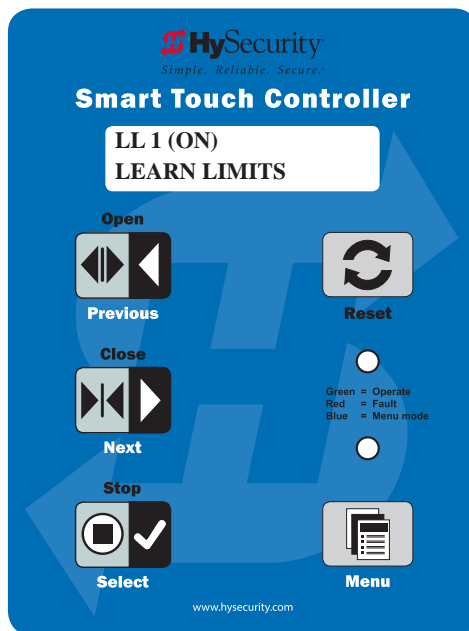 HySecurity
Simple. Reliable. Secure.®
Smart Touch Controller
LL 1 (ON)
LEARN LIMITS
Open
Previous
Reset
Close
Green = Operate
Red = Fault
Blue = Menu mode
Next
Stop
Select
Menu
www.hysecurity.com